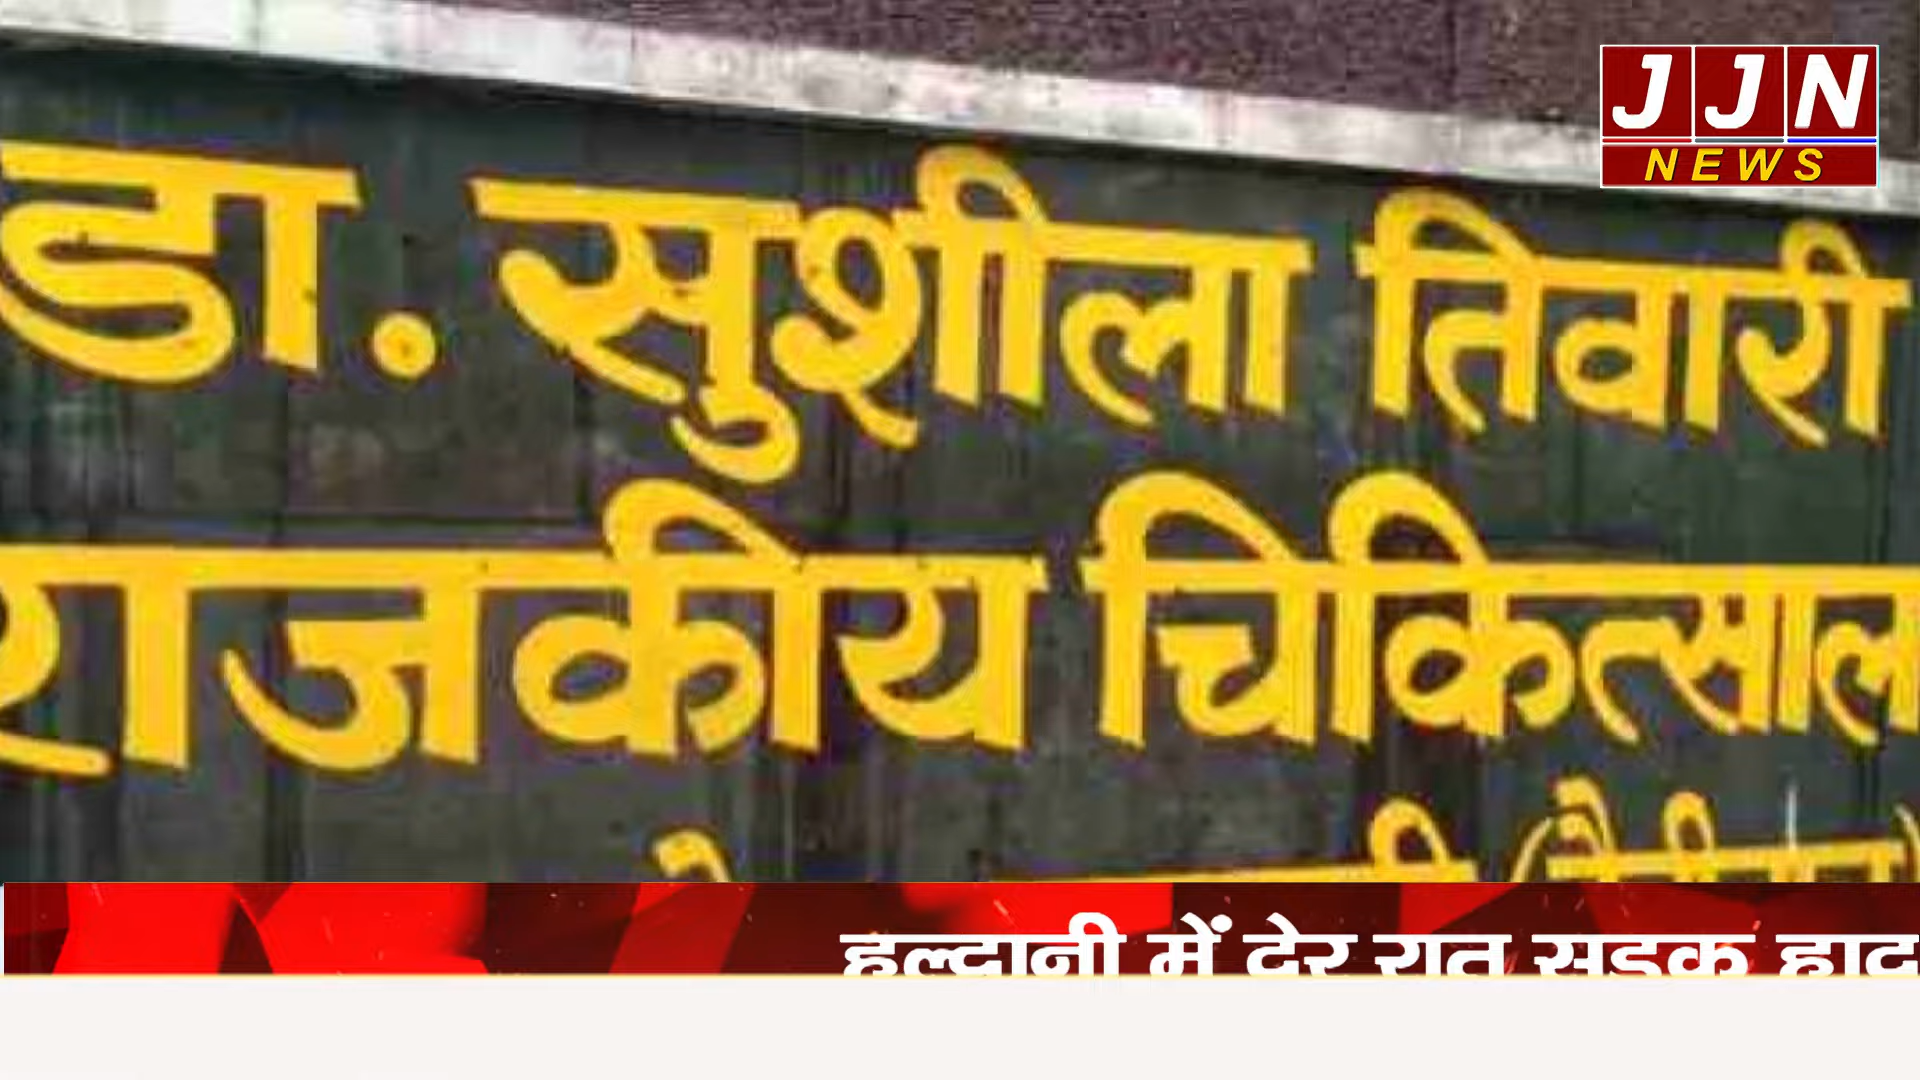 JJN
NEWS
डा. सुशीला तिवारी
राजकीय चिकित्साल
हल्द्वानी में देर रात सड़क हाद